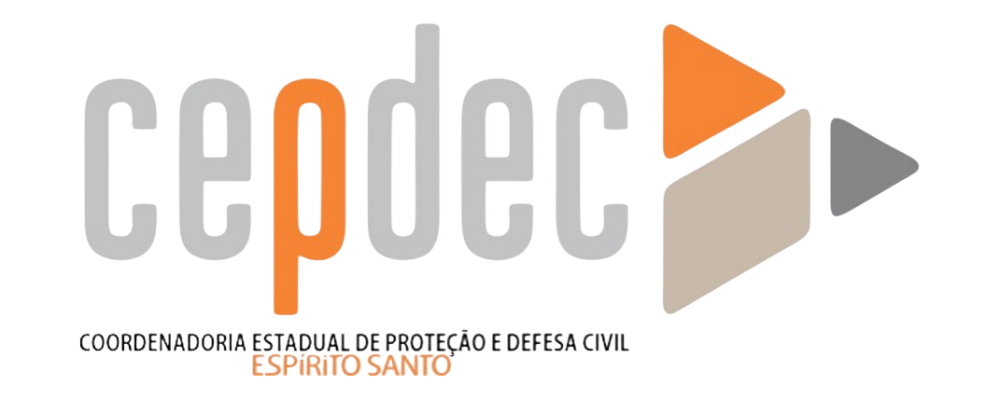 cepdec
COORDENADORIA ESTADUAL DE PROTEÇÃO E DEFESA CIVIL
ESPÍRITO SANTO